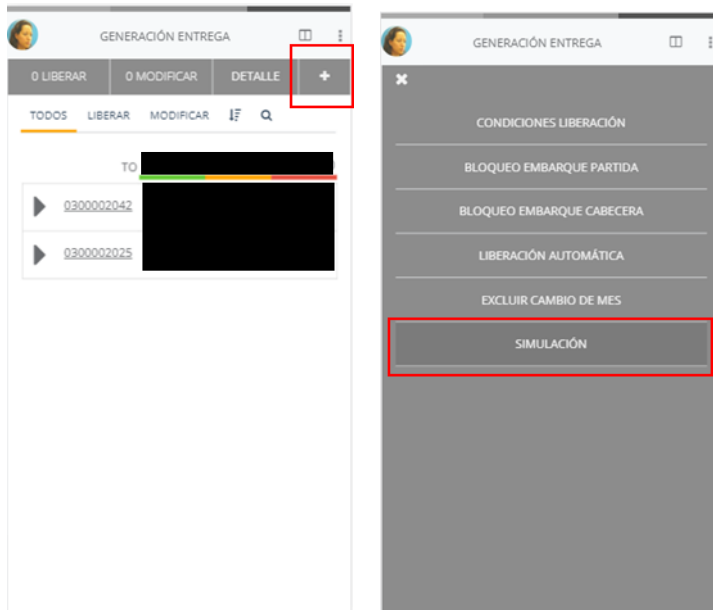 GENERACIÓN ENTREGA
0 LIBERAR 0 MODIFICAR DETALLE +
TODOS LIBERAR MODIFICAR
TO
0300002042
0300002025
GENERACIÓN ENTREGA
CONDICIONES LIBERACIÓN
BLOQUEO EMBARQUE PARTIDA
BLOQUEO EMBARQUE CABECERA
LIBERACIÓN AUTOMÁTICA
EXCLUIR CAMBIO DE MES
SIMULACIÓN